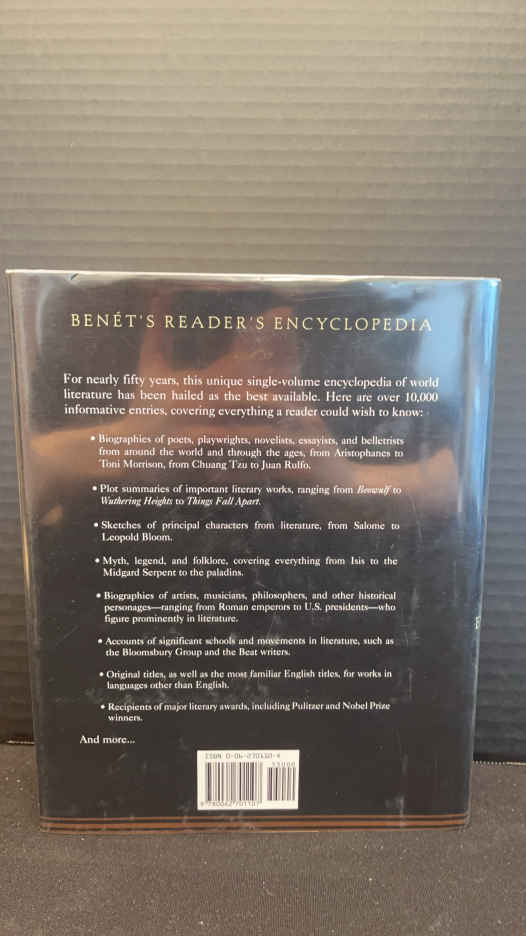 BENÉT'S READER'S ENCYCLOPEDIA
For nearly fifty years, this unique single-volume encyclopedia of world
literature has been hailed as the best available. Here are over 10,000
informative entries, covering everything a reader could wish to know:
• Biographies of poets, playwrights, novelists, essayists, and belletrists
from around the world and through the ages, from Aristophanes to
Toni Morrison, from Chuang Tzu to Juan Rulfo.
• Plot summaries of important literary works, ranging from Beowulf to
Wuthering Heights to Things Fall Apart.
• Sketches of principal characters from literature, from Salome to
Leopold Bloom.
• Myth, legend, and folklore, covering everything from Isis to the
Midgard Serpent to the paladins.
• Biographies of artists, musicians, philosophers, and other historical
personages—ranging from Roman emperors to U.S. presidents—who
figure prominently in literature.
• Accounts of significant schools and movements in literature, such as
the Bloomsbury Group and the Beat writers.
• Original titles, as well as the most familiar English titles, for works in
languages other than English.
• Recipients of major literary awards, including Pulitzer and Nobel Prize
winners.
And more...
ISBN 0-06-270110-4
9 780062 701107